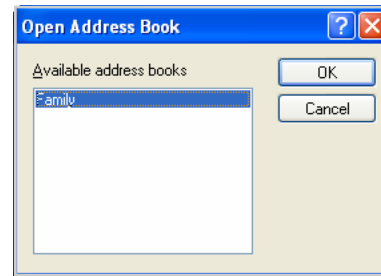 Open Address Book
?
Available address books
OK
Family
Cancel